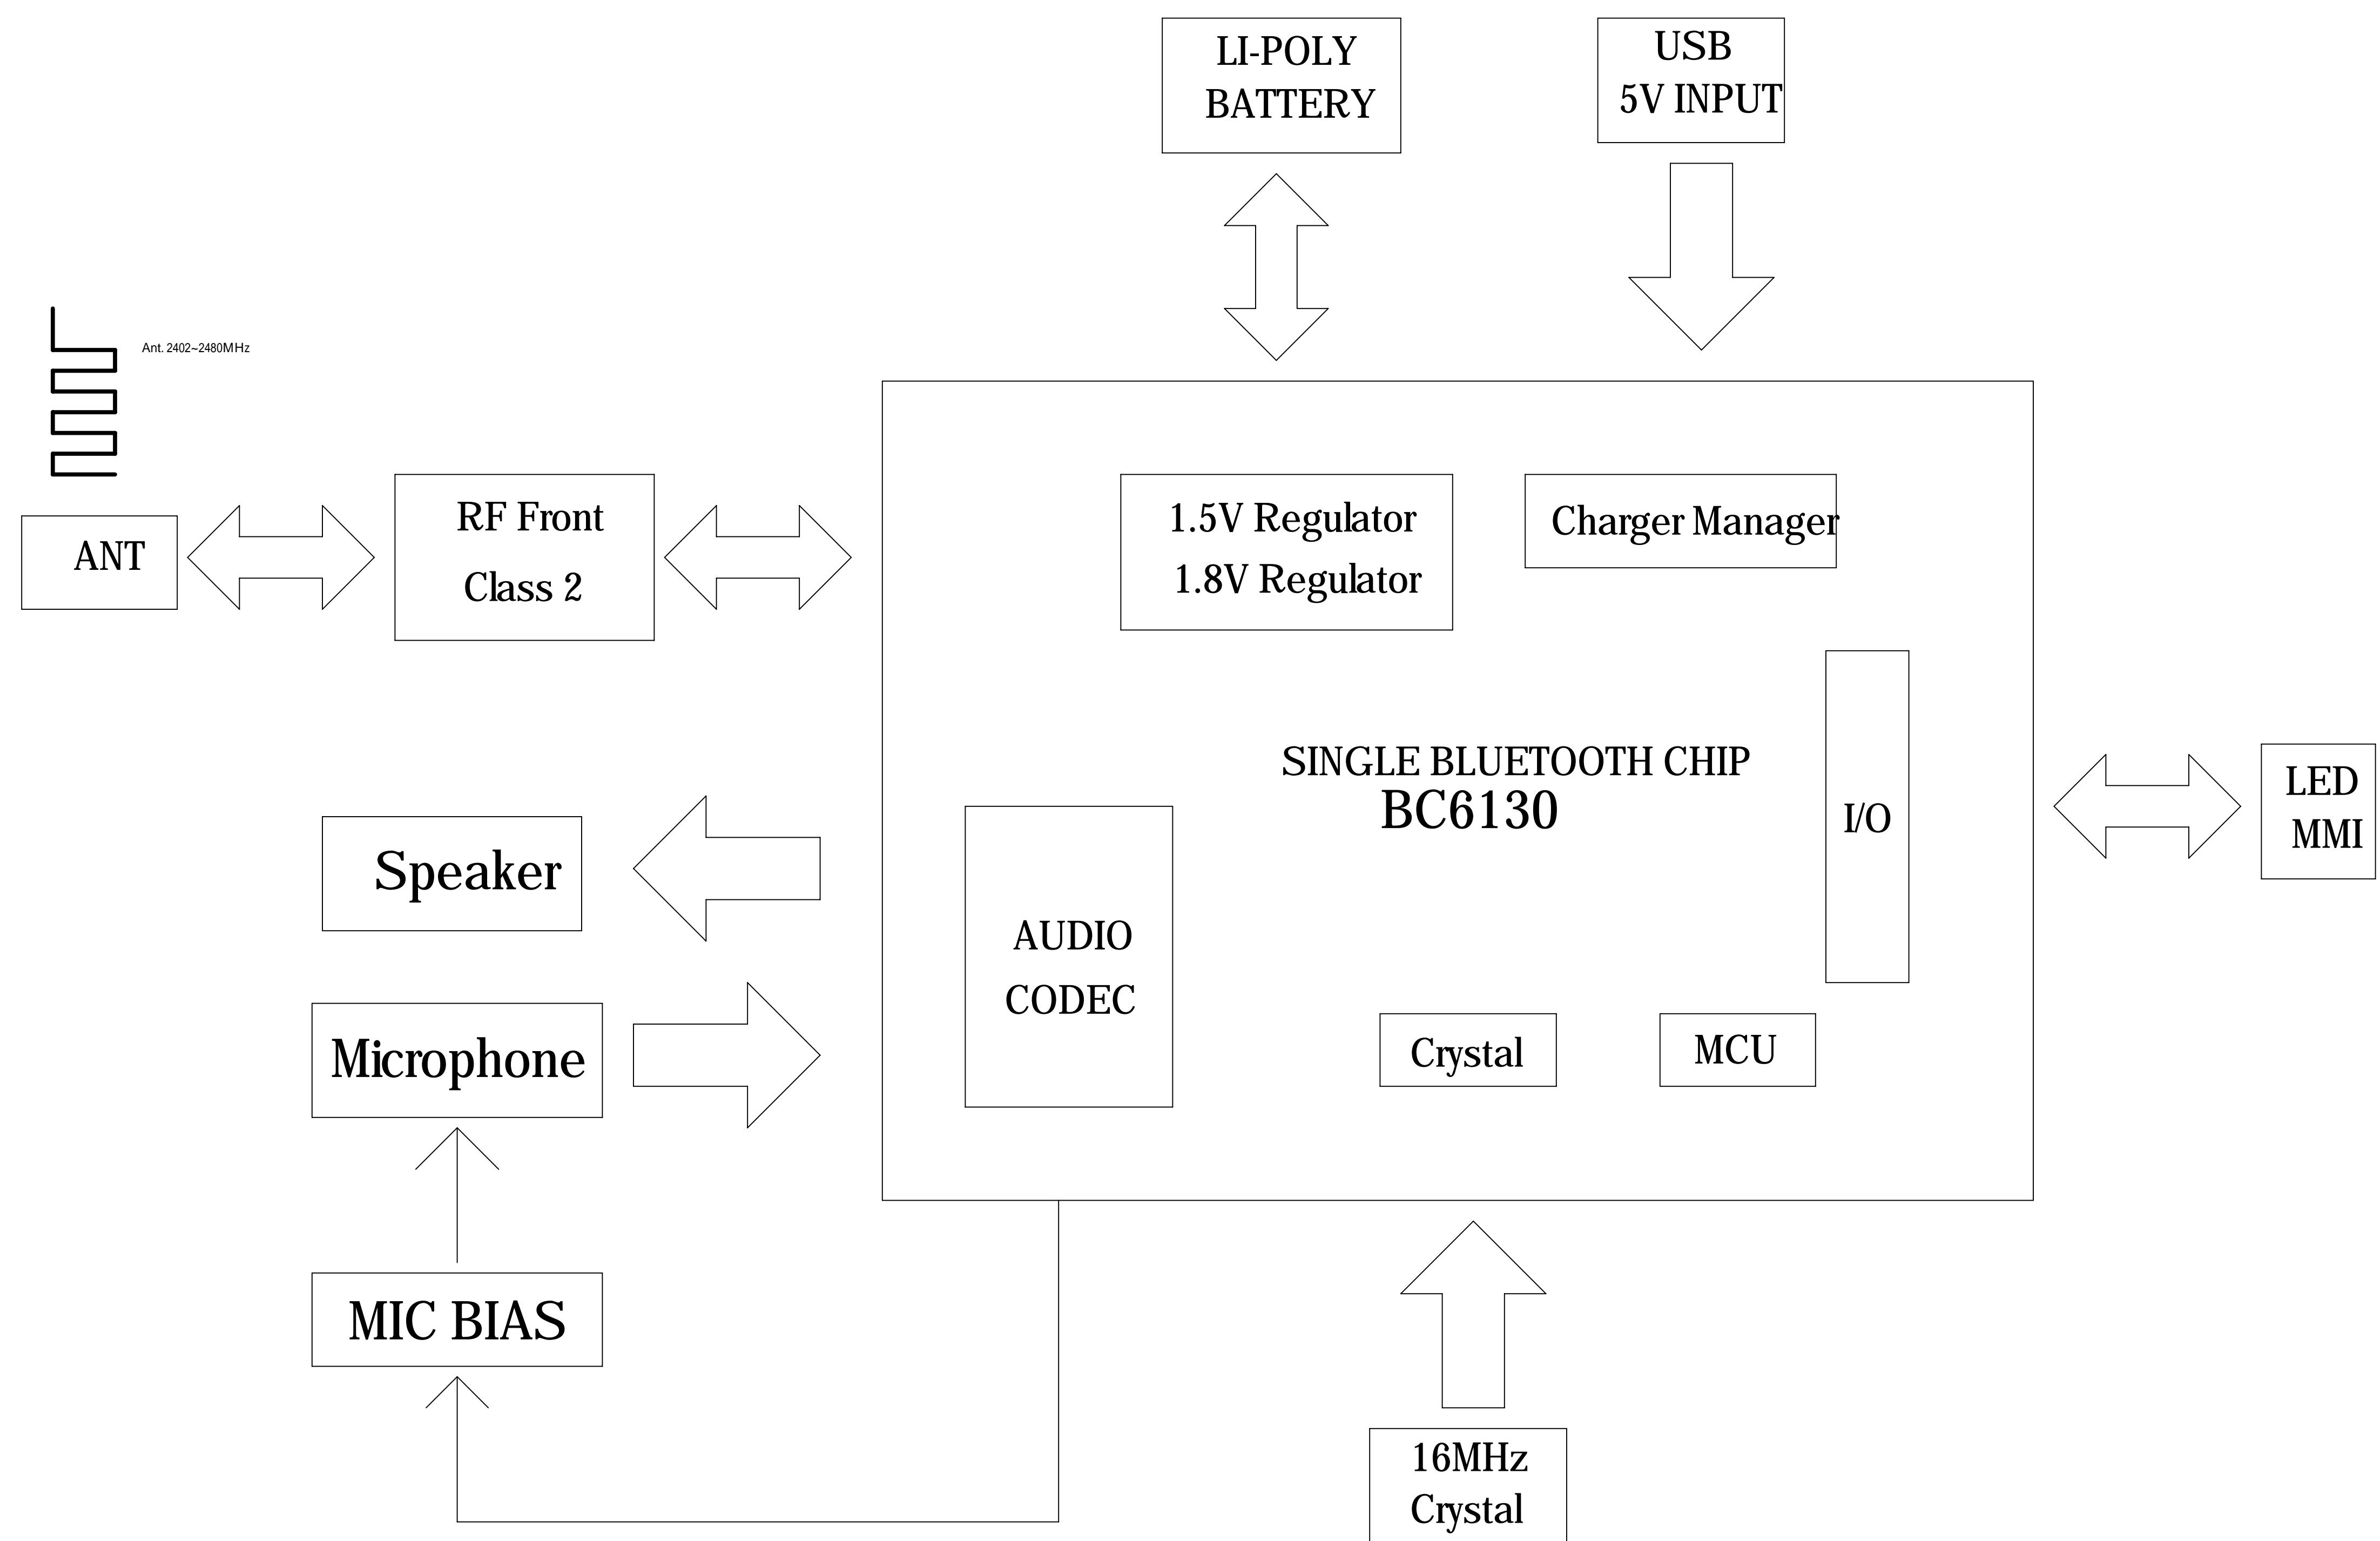 LI-POLY
BATTERY
USB
5V INPUT
Ant. 2402~2480MHz
ANT
RF Front
Class 2
1.5V Regulator
1.8V Regulator
Charger Manager
SINGLE BLUETOOTH CHIP
BC6130
I/O
LED
MMI
Speaker
AUDIO
CODEC
Microphone
Crystal
MCU
MIC BIAS
16MHz
Crystal